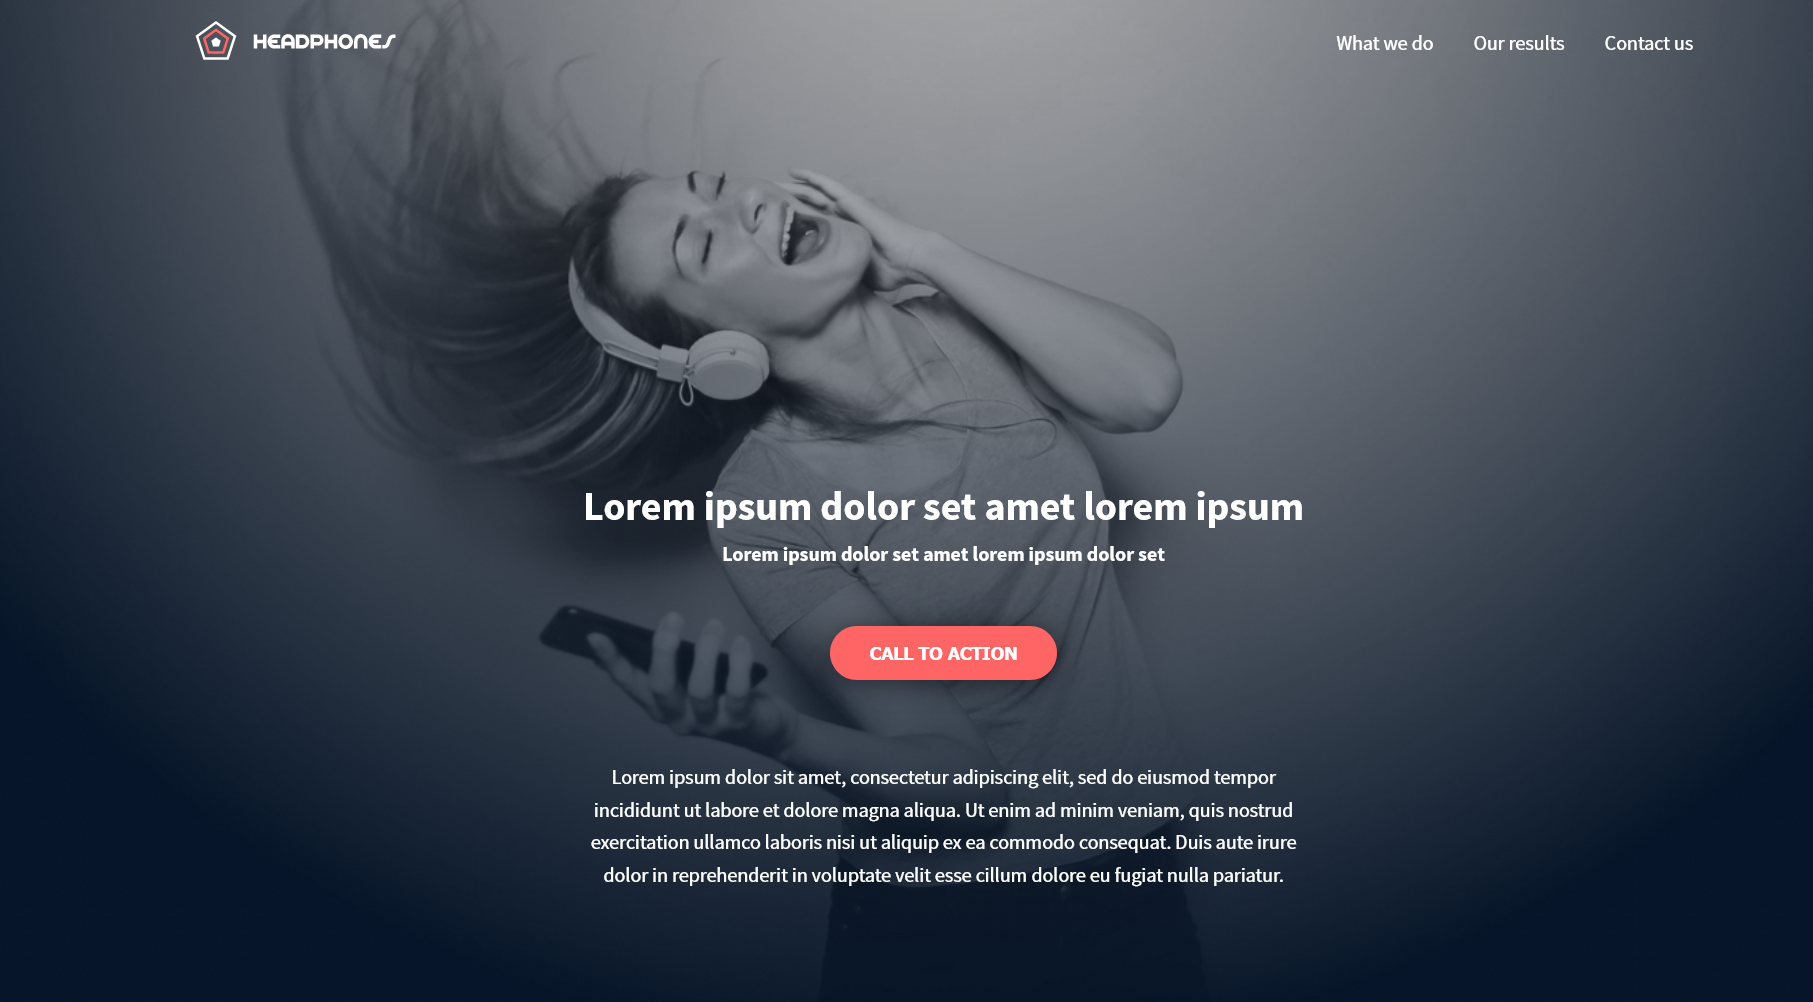 HEADPHONES
What we do
Our results
Contact us
Lorem ipsum dolor set amet lorem ipsum
Lorem ipsum dolor set amet lorem ipsum dolor set
CALL TO ACTION
Lorem ipsum dolor sit amet, consectetur adipiscing elit, sed do eiusmod tempor
incididunt ut labore et dolore magna aliqua. Ut enim ad minim veniam, quis nostrud
exercitation ullamco laboris nisi ut aliquip ex ea commodo consequat. Duis aute irure
dolor in reprehenderit in voluptate velit esse cillum dolore eu fugiat nulla pariatur.